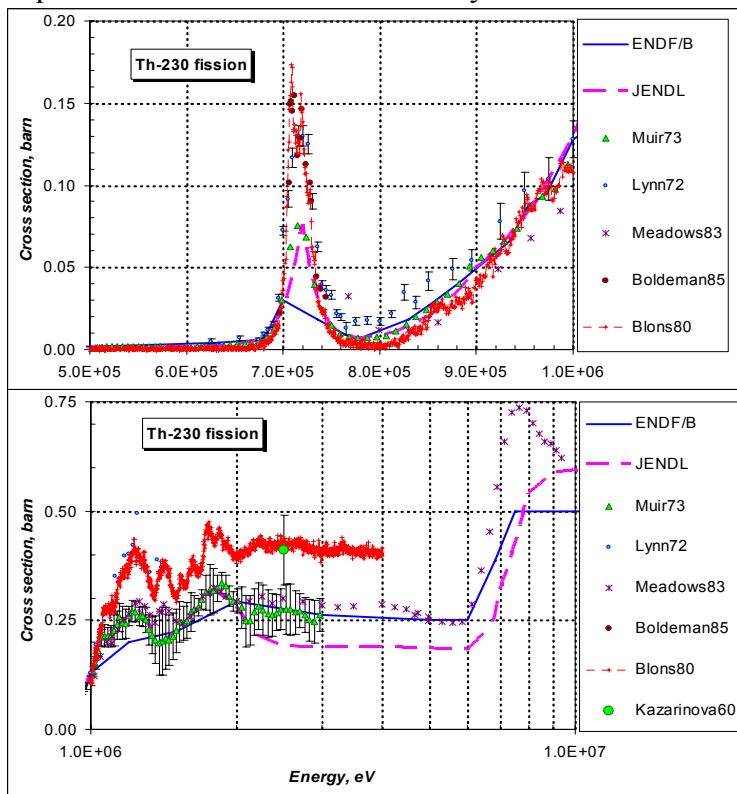 Th-230 fission
Cross section, barn
0.20
0.15
0.10
0.05
0.00
5.0E+05
6.0E+05
7.0E+05
8.0E+05
9.0E+05
1.0E+06
ENDF/B
JENDL
Muir73
Lynn72
Meadows83
Boldeman85
Blons80
Th-230 fission
Cross section, barn
0.75
0.50
0.25
0.00
1.0E+06
1.0E+07
Energy, eV
ENDF/B
JENDL
Muir73
Lynn72
Meadows83
Boldeman85
Blons80
Kazarinova60